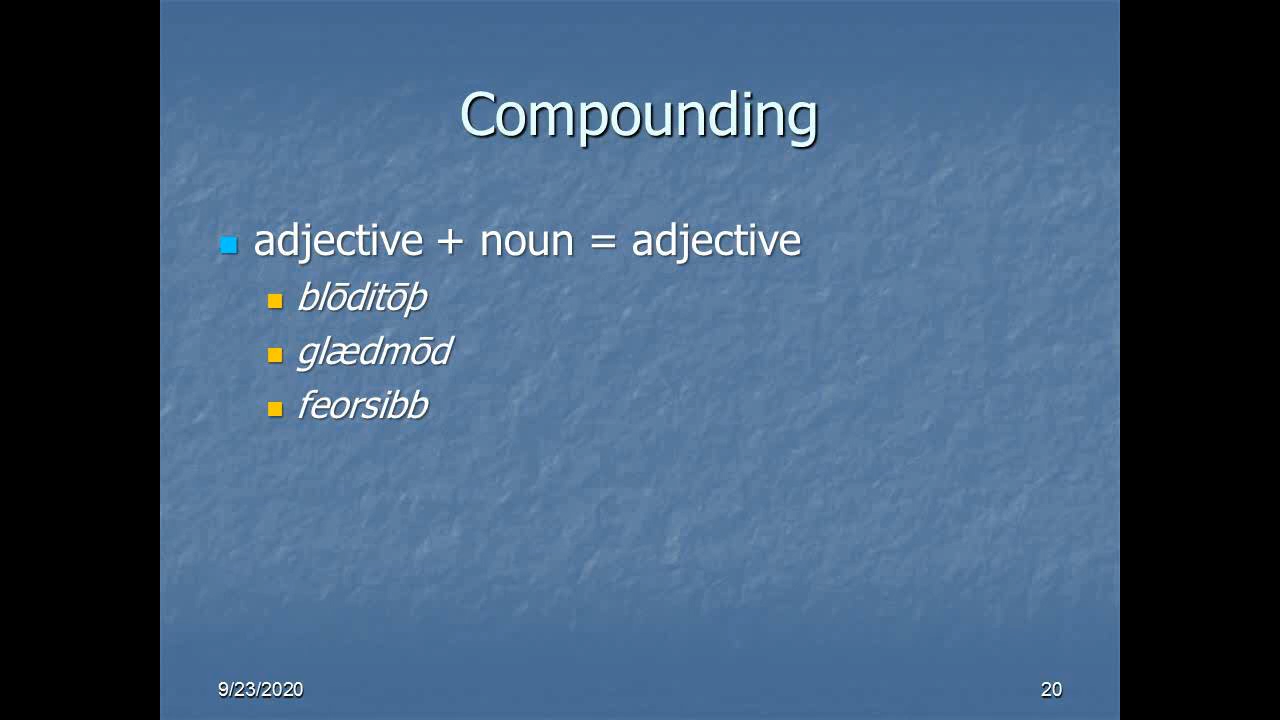 Compounding
adjective + noun = adjective
blōditōþ
glædmōd
feorsibb
9/23/2020
20